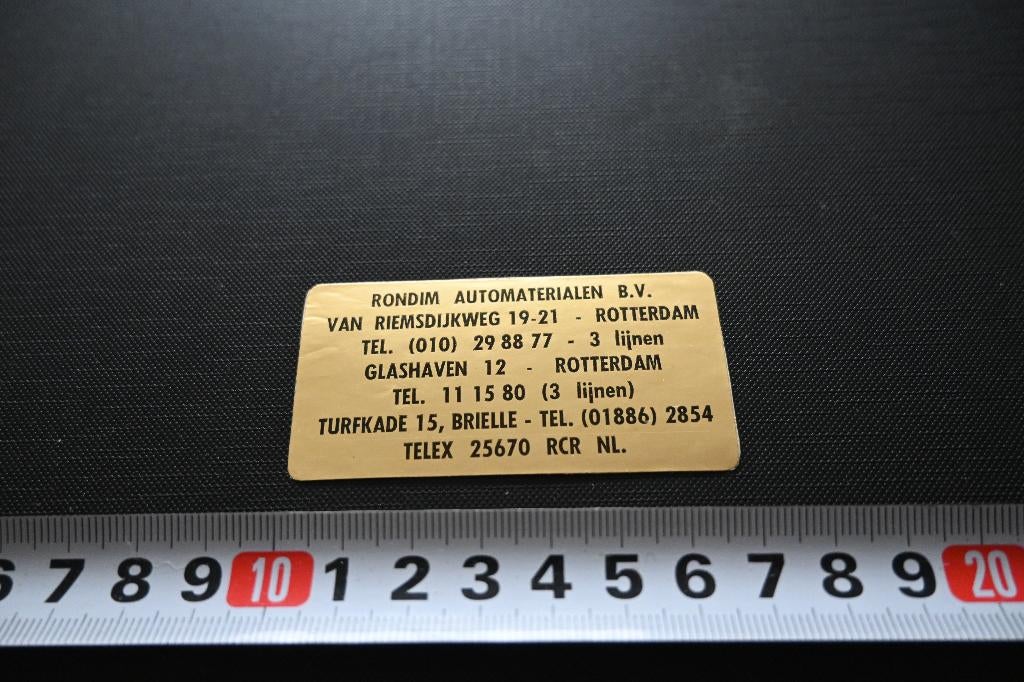 RONDIM AUTOMATERIALEN B.V.
VAN RIEMSDIJKWEG 19-21 - ROTTERDAM
TEL. (010) 29 88 77 - 3 lijnen
GLASHAVEN 12 - ROTTERDAM
TEL. 11 15 80 (3 lijnen)
TURFKADE 15, BRIELLE - TEL. (01886) 2854
TELEX 25670 RCR NL.
6 7 8 9 10 1 2 3 4 5 6 7 8 9 20